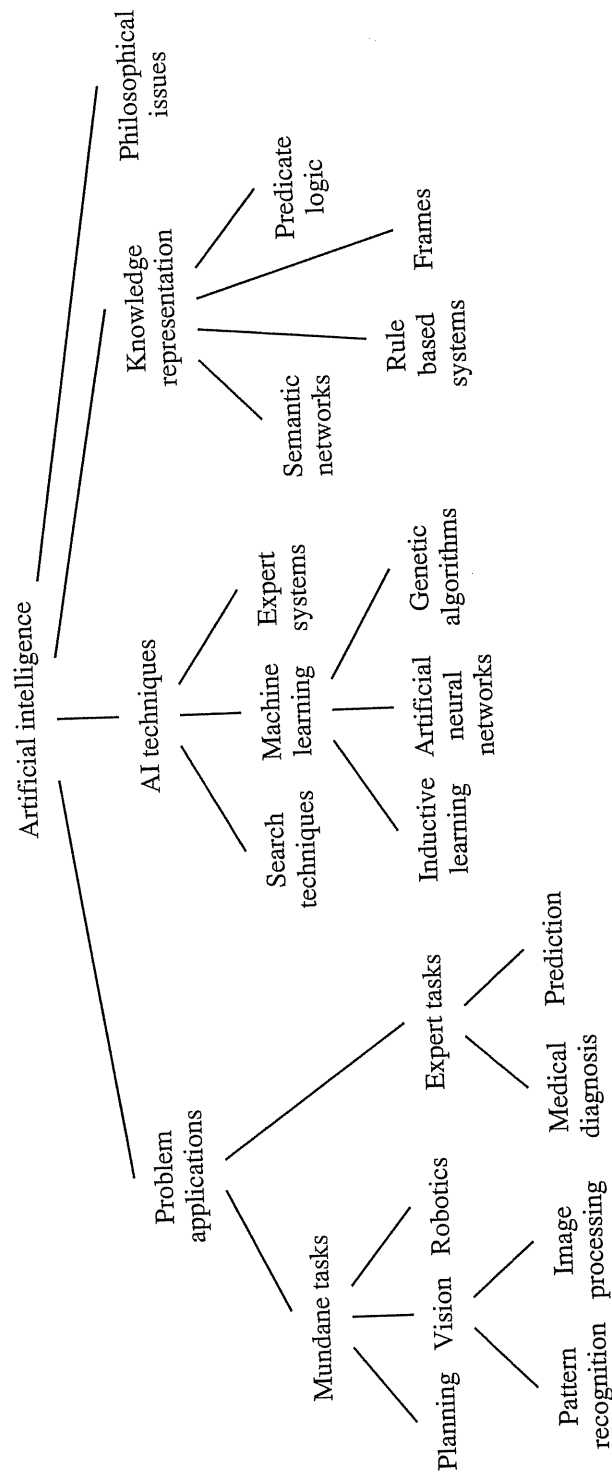 Artificial intelligence
Problem
applications
AI techniques
Knowledge
representation
Philosophical
issues
Mundane tasks
Expert tasks
Search
techniques
Machine
learning
Expert
systems
Semantic
networks
Rule
based
systems
Frames
Predicate
logic
Planning
Vision
Robotics
Medical
diagnosis
Prediction
Inductive
learning
Artificial
neural
networks
Genetic
algorithms
Pattern
recognition
Image
processing